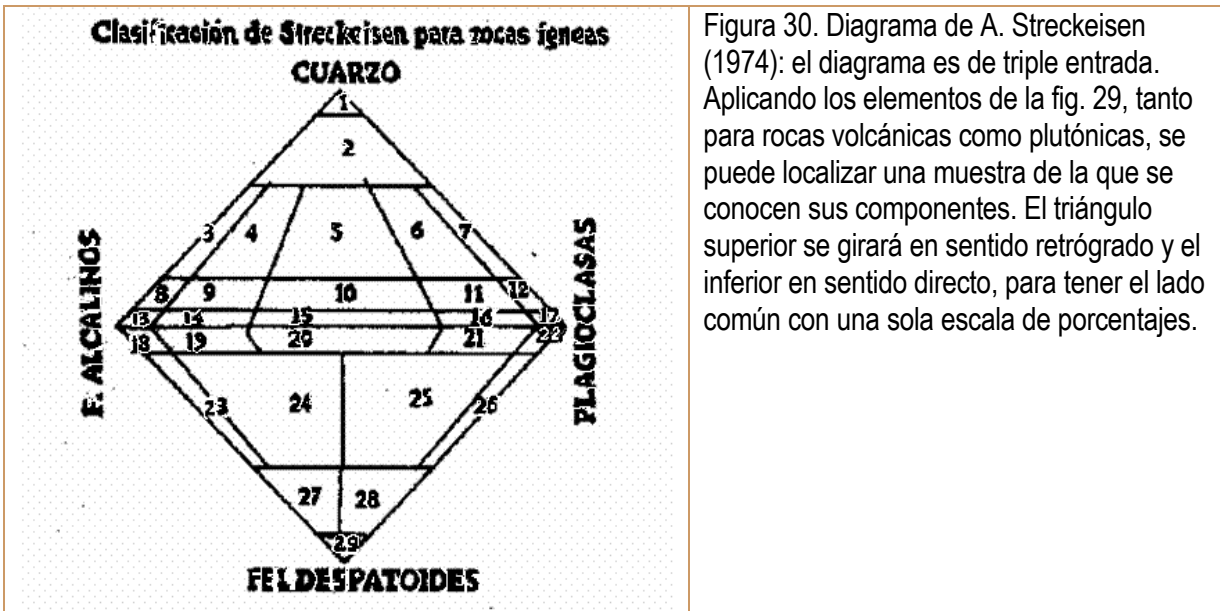 Clasificación de Streckeisen para rocas ígneas
CUARZO
1
2
3 4 5 6 7
8 9 10 11 12
13 14 15 16 17
18 19 20 21 22
23 24 25 26
27 28
29
F. ALCALINOS
PLAGIOCLASAS
FELDESPATOIDES
Figura 30. Diagrama de A. Streckeisen
(1974): el diagrama es de triple entrada.
Aplicando los elementos de la fig. 29, tanto
para rocas volcánicas como plutónicas, se
puede localizar una muestra de la que se
conocen sus componentes. El triángulo
superior se girará en sentido retrógrado y el
inferior en sentido directo, para tener el lado
común con una sola escala de porcentajes.